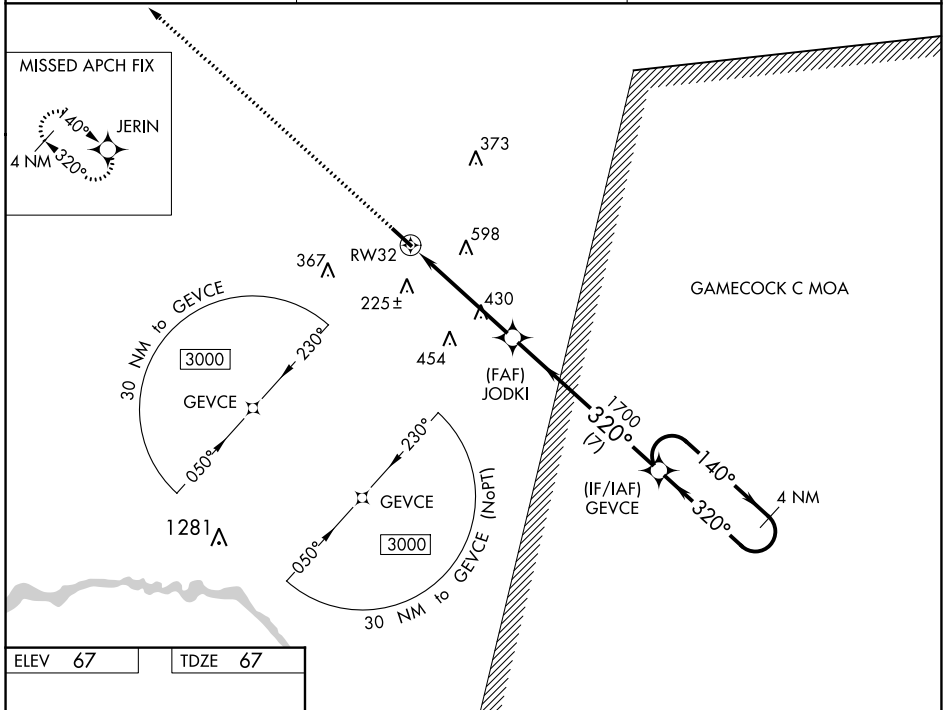 MISSED APCH FIX
140°
JERIN
4 NM
320°
373
598
RW32
367
225±
430
GAMECOCK C MOA
454
(FAF)
JODKI
30 NM to GEVCE
3000
230°
GEVCE
050°
1700
320°
(7)
140°
(IF/IAF)
GEVCE
4 NM
320°
230°
GEVCE
3000
050°
30 NM to GEVCE (NoPT)
1281
ELEV 67
TDZE 67